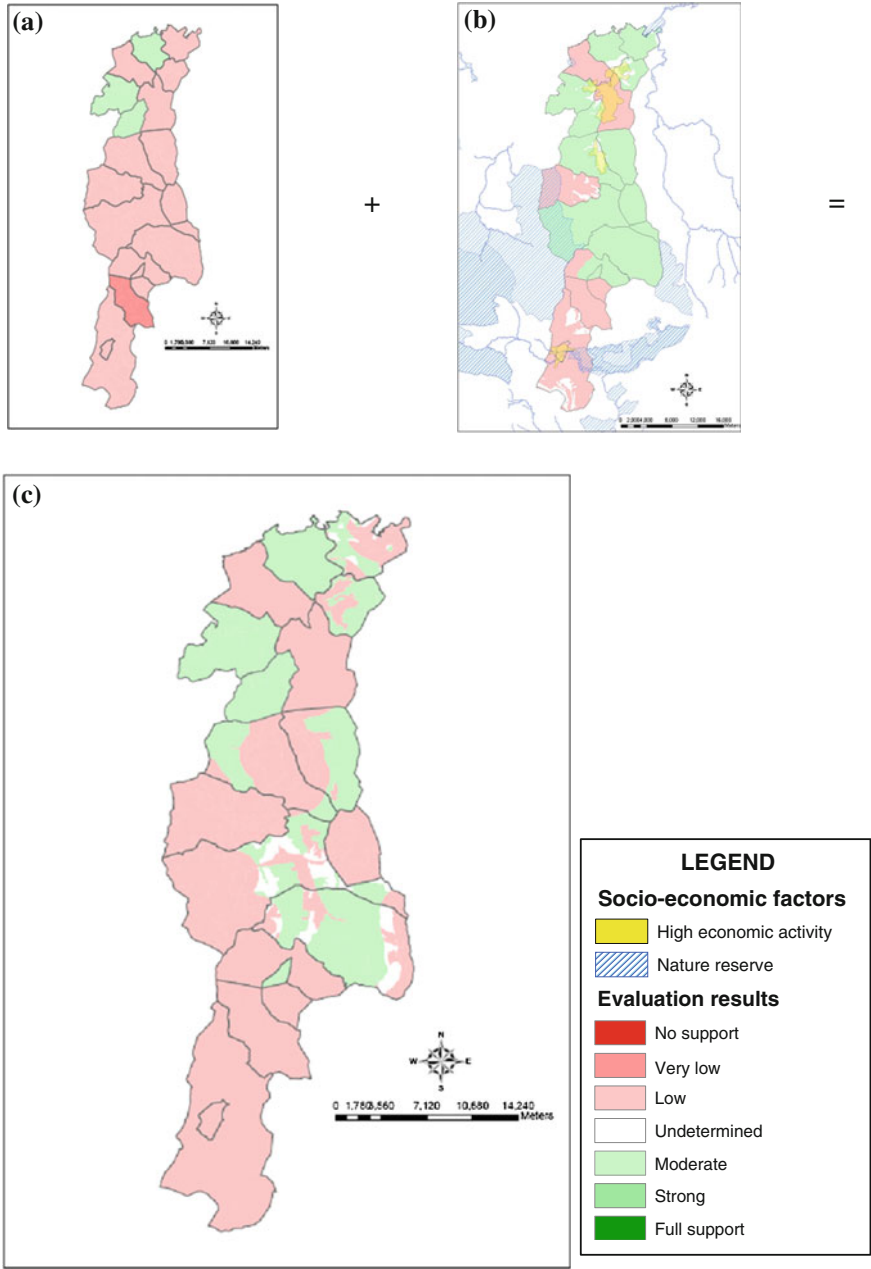 (a)
(b)
+
=
(c)
N
W E
S
0 1,780 3,560 7,120 10,680 14,240
Meters
LEGEND
Socio-economic factors
High economic activity
Nature reserve
Evaluation results
No support
Very low
Low
Undetermined
Moderate
Strong
Full support